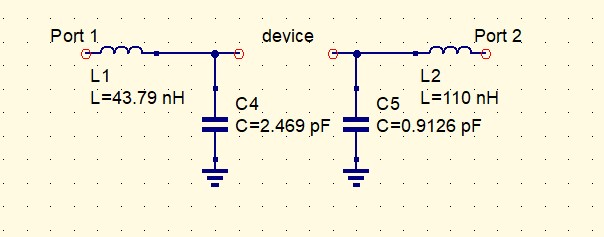 Port 1
device
Port 2
L1
L=43.79 nH
L2
L=110 nH
C4
C=2.469 pF
C5
C=0.9126 pF